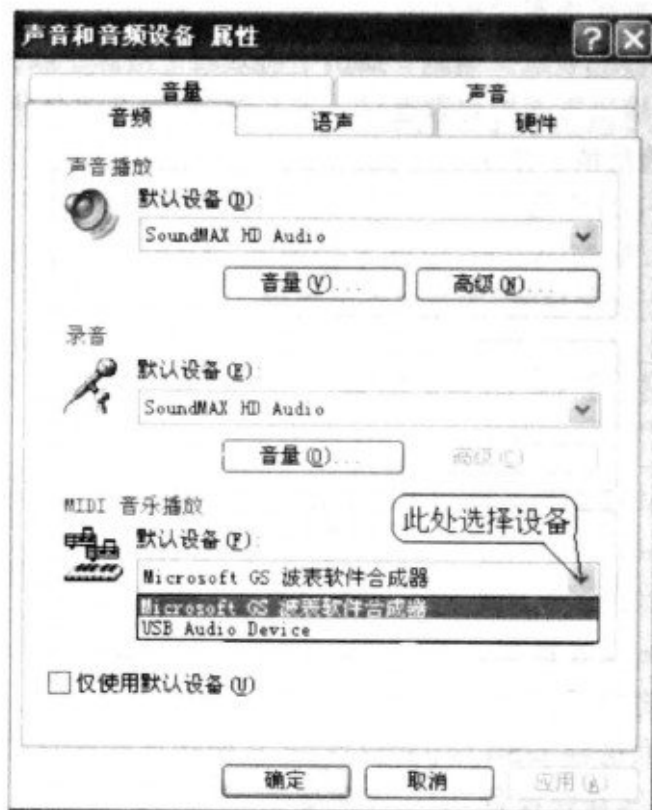 声音和音频设备 属性
音量 声音
音频 语声 硬件
声音播放
默认设备(D):
SoundMAX HD Audio
音量(V)... 高级(N)...
录音
默认设备(E):
SoundMAX HD Audio
音量(O)... 高级(C)
MIDI 音乐播放
此处选择设备
默认设备(F):
Microsoft GS 波表软件合成器
Microsoft GS 波表软件合成器
USB Audio Device
仅使用默认设备(U)
确定 取消 应用(A)